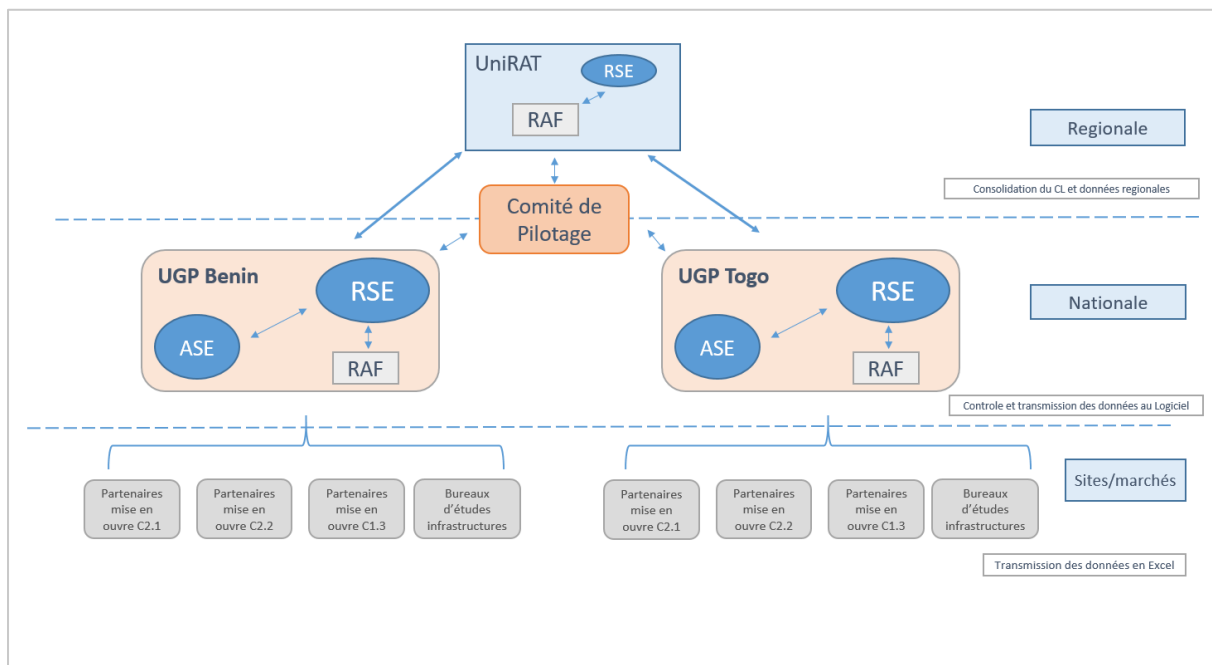 UniRAT
RSE
RAF
Regionale
Consolidation du CL et données regionales
Comité de
Pilotage
UGP Benin
RSE
ASE
RAF
UGP Togo
RSE
ASE
RAF
Nationale
Controle et transmission des données au Logiciel
Partenaires
mise en
ouvre C2.1
Partenaires
mise en
ouvre C2.2
Partenaires
mise en
ouvre C1.3
Bureaux
d'études
infrastructures
Partenaires
mise en
ouvre C2.1
Partenaires
mise en
ouvre C2.2
Partenaires
mise en
ouvre C1.3
Bureaux
d'études
infrastructures
Sites/marchés
Transmission des données en Excel